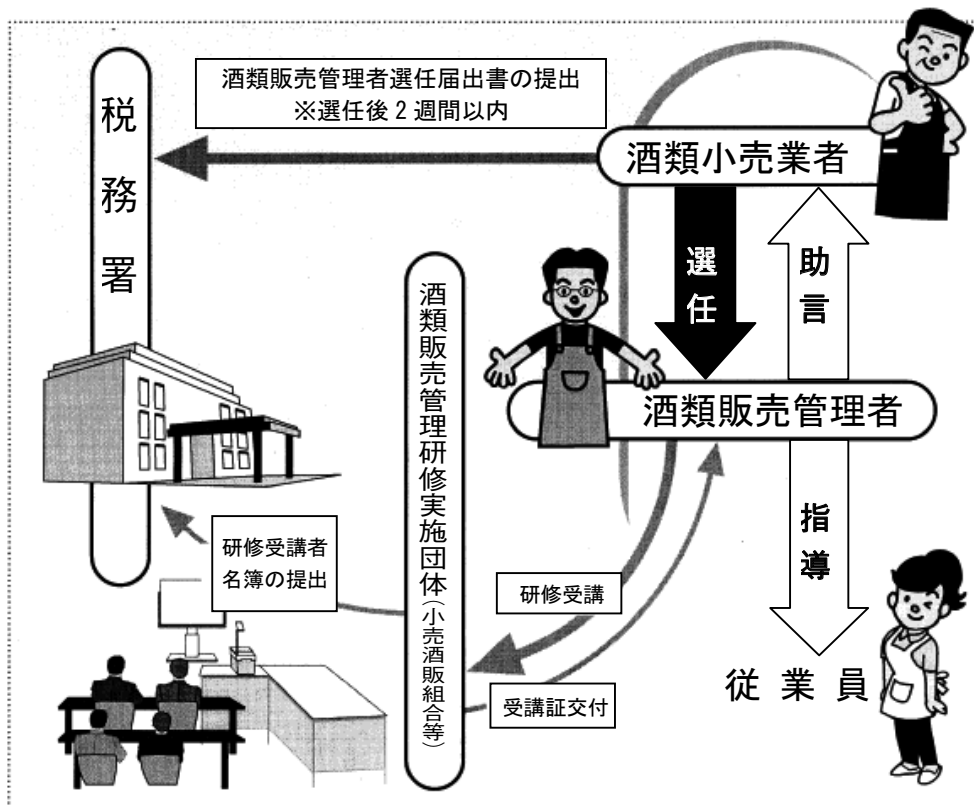 酒類販売管理者選任届出書の提出
※選任後2週間以内
税務署
酒類小売業者
選任
助言
酒類販売管理研修実施団体(小売酒販組合等)
酒類販売管理者
指導
研修受講者
名簿の提出
研修受講
受講証交付
従業員